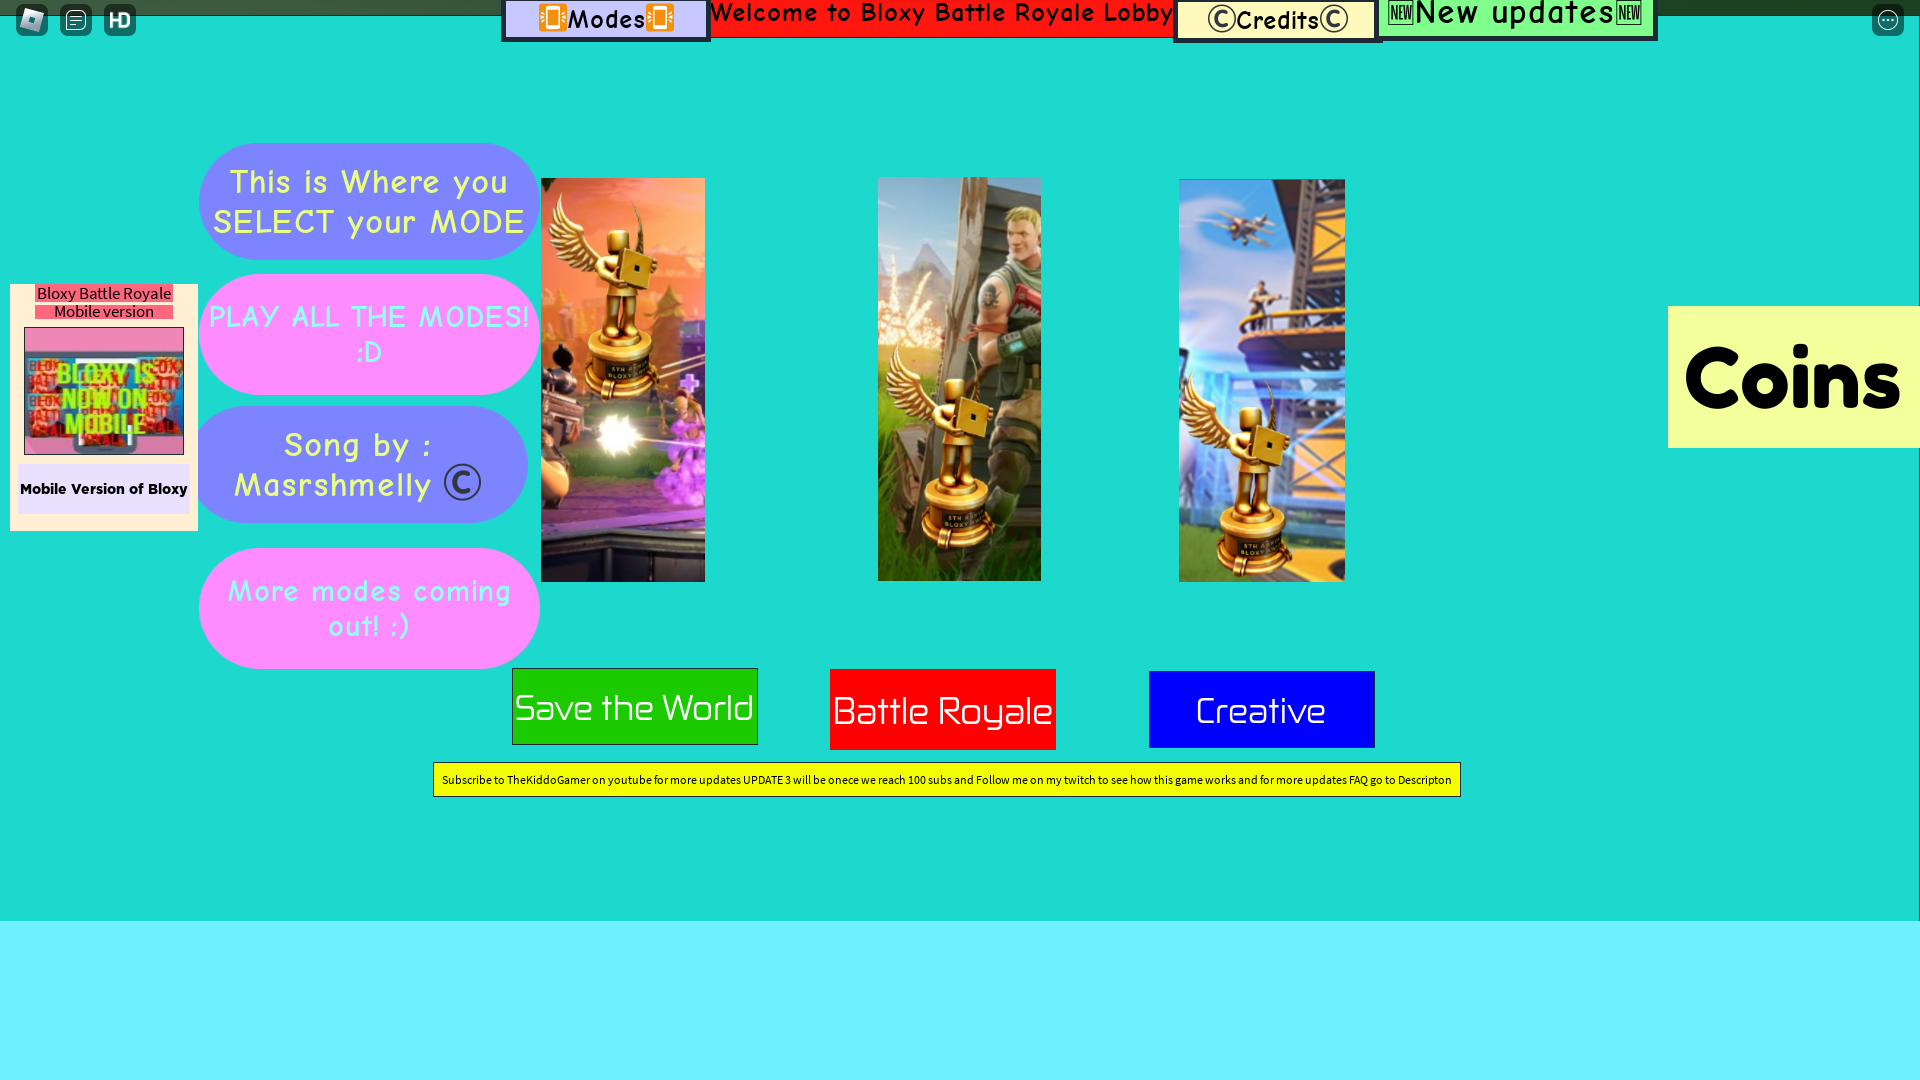 HD
Modes
Welcome to Bloxy Battle Royale Lobby
©Credits©
🆕New updates🆕
This is Where you
SELECT your MODE
PLAY ALL THE MODES!
:D
Song by :
Masrshmelly ©
More modes coming
out! :)
Bloxy Battle Royale
Mobile version
BLOXY IS
NOW ON
MOBILE
Mobile Version of Bloxy
Coins
Save the World
Battle Royale
Creative
Subscribe to TheKiddoGamer on youtube for more updates UPDATE 3 will be onece we reach 100 subs and Follow me on my twitch to see how this game works and for more updates FAQ go to Descripton